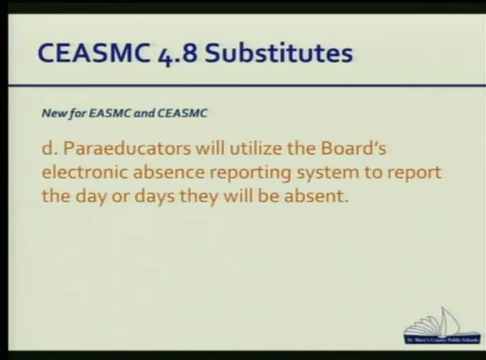 CEASMC 4.8 Substitutes
New for EASMC and CEASMC
d. Paraeducators will utilize the Board's
electronic absence reporting system to report
the day or days they will be absent.
St. Mary's County Public Schools